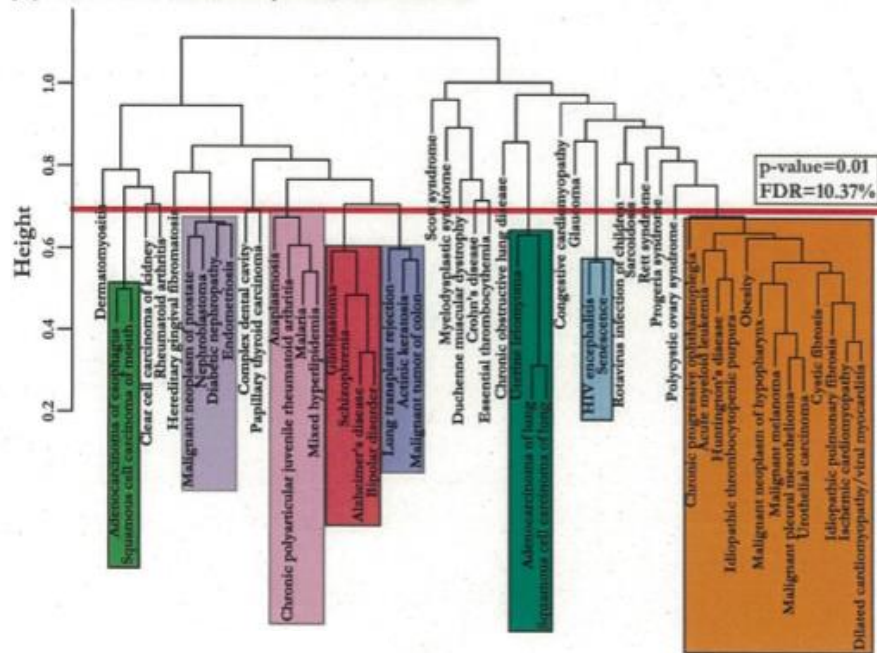 1.0
0.8
0.6
0.4
0.2
Height
p-value=0.01
FDR=10.37%
Dermatomyositis
Adenocarcinoma of esophagus
Squamous cell carcinoma of mouth
Clear cell carcinoma of kidney
Rheumatoid arthritis
Hereditary gingival fibromatosis
Malignant neoplasm of prostate
Nephroblastoma
Diabetic nephropathy
Endometriosis
Complex dental cavity
Papillary thyroid carcinoma
Anaplasmosis
Chronic polyarticular juvenile rheumatoid arthritis
Malaria
Mixed hyperlipidemia
Glioblastoma
Schizophrenia
Alzheimer's disease
Bipolar disorder
Lung transplant rejection
Actinic keratosis
Malignant tumor of colon
Scott syndrome
Myelodysplastic syndrome
Duchenne muscular dystrophy
Crohn's disease
Essential thrombocythemia
Chronic obstructive lung disease
Uterine leiomyoma
Adenocarcinoma of lung
Squamous cell carcinoma of lung
Congestive cardiomyopathy
Glaucoma
HIV encephalitis
Senescence
Rotavirus infection of children
Sarcoidosis
Rett syndrome
Progeria syndrome
Polycystic ovary syndrome
Chronic progressive ophthalmoplegia
Acute myeloid leukemia
Huntington's disease
Idiopathic thrombocytopenic purpura
Obesity
Malignant neoplasm of hypopharynx
Malignant melanoma
Malignant pleural mesothelioma
Urothelial carcinoma
Cystic fibrosis
Idiopathic pulmonary fibrosis
Ischemic cardiomyopathy
Dilated cardiomyopathy/viral myocarditis